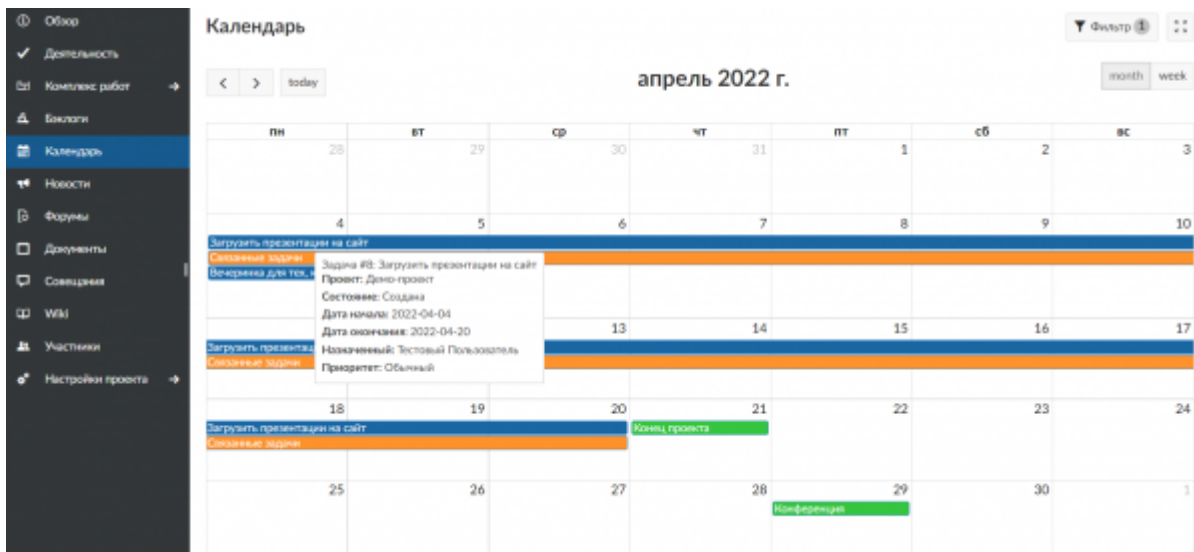 Обзор
Деятельность
Комплекс работ
Бэклоги
Календарь
Новости
Форумы
Документы
Совещания
Wiki
Участники
Настройки проекта
Календарь
Фильтр 1
today
апрель 2022 г.
month week
пн вт ср чт пт сб вс
28 29 30 31 1 2 3
4 5 6 7 8 9 10
Загрузить презентации на сайт
Связанные задачи
Вечеринка для тех,
Задача #8: Загрузить презентации на сайт
Проект: Демо-проект
Состояние: Создана
Дата начала: 2022-04-04
Дата окончания: 2022-04-20
Назначенный: Тестовый Пользователь
Приоритет: Обычный
13 14 15 16 17
Загрузить презентац
Связанные задачи
18 19 20 21 22 23 24
Загрузить презентации на сайт
Конец проекта
Связанные задачи
25 26 27 28 29 30 1
Конференция